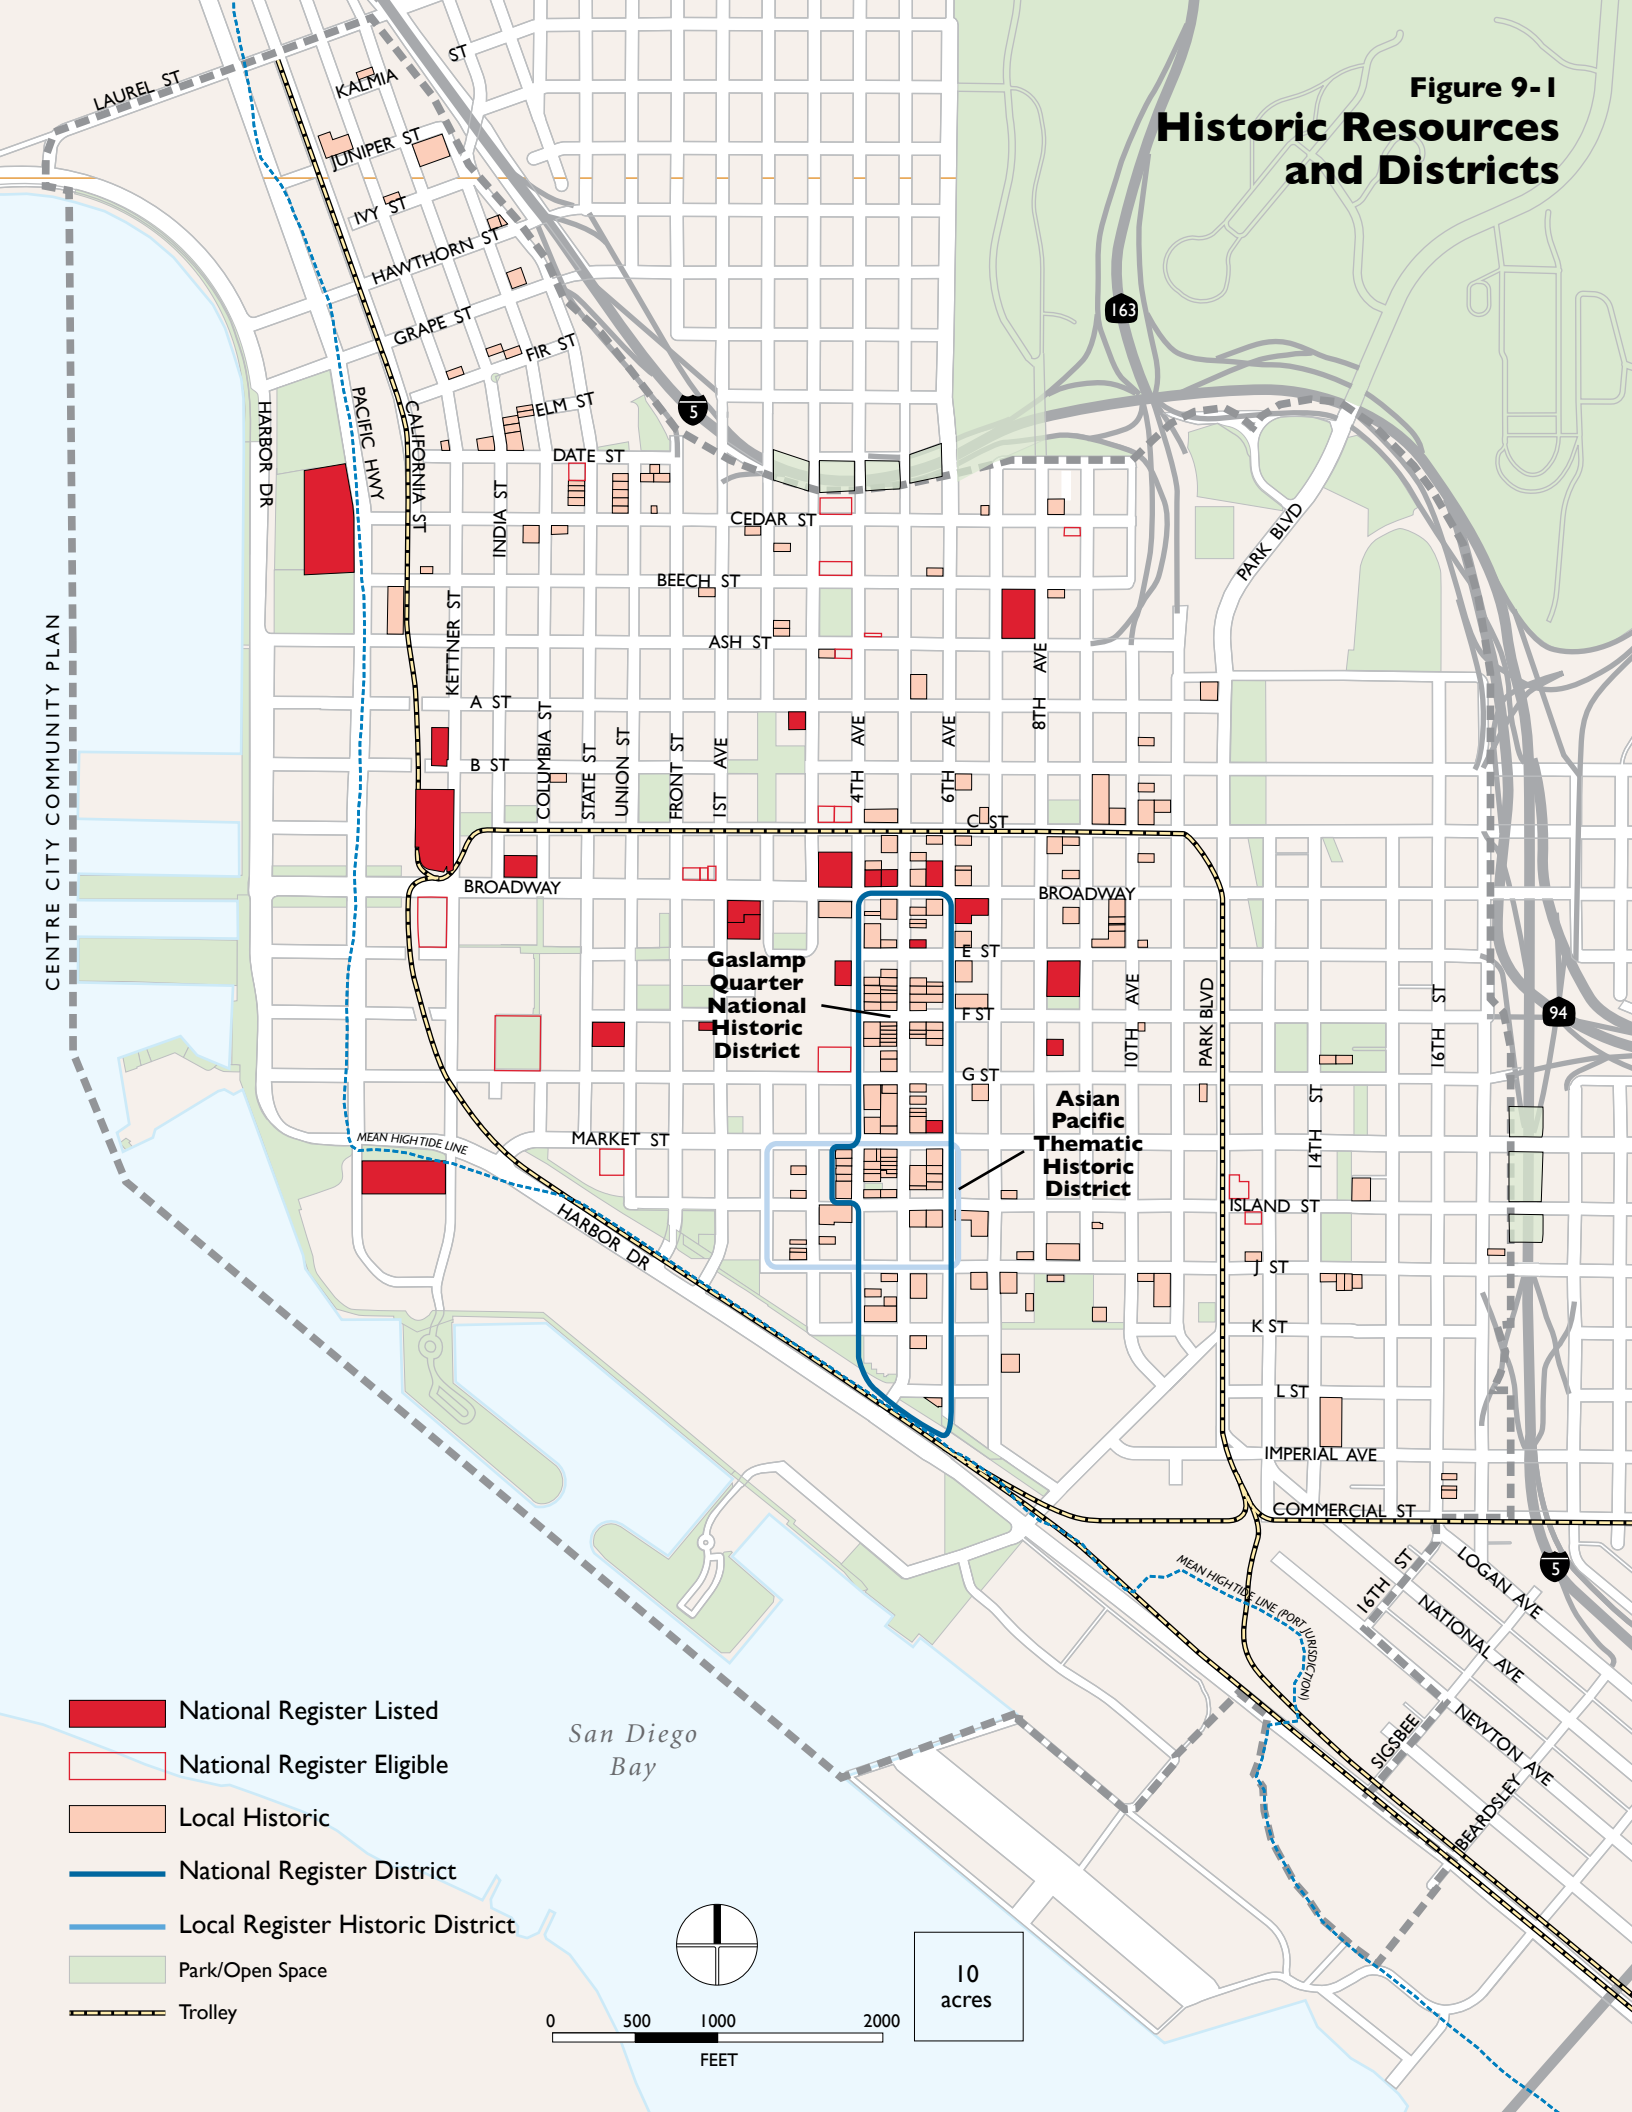 Figure 9-1
Historic Resources
and Districts
LAUREL ST
KALMIA
ST
JUNIPER ST
IVY ST
HAWTHORN ST
GRAPE ST
FIR ST
ELM ST
DATE ST
CEDAR ST
BEECH ST
ASH ST
A ST
B ST
C ST
BROADWAY
BROADWAY
E ST
F ST
G ST
MARKET ST
ISLAND ST
J ST
K ST
L ST
IMPERIAL AVE
COMMERCIAL ST
HARBOR DR
PACIFIC HWY
CALIFORNIA ST
KETTNER ST
INDIA ST
COLUMBIA ST
STATE ST
UNION ST
FRONT ST
1ST AVE
4TH AVE
6TH AVE
8TH AVE
10TH AVE
PARK BLVD
PARK BLVD
14TH ST
16TH ST
163
5
94
5
CENTRE CITY COMMUNITY PLAN
Gaslamp
Quarter
National
Historic
District
Asian
Pacific
Thematic
Historic
District
MEAN HIGH TIDE LINE
HARBOR DR
MEAN HIGH TIDE LINE (PORT JURISDICTION)
16TH ST
LOGAN AVE
NATIONAL AVE
NEWTON AVE
SIGSBEE
BEARDSLEY
San Diego
Bay
National Register Listed
National Register Eligible
Local Historic
National Register District
Local Register Historic District
Park/Open Space
Trolley
0 500 1000 2000
FEET
10
acres